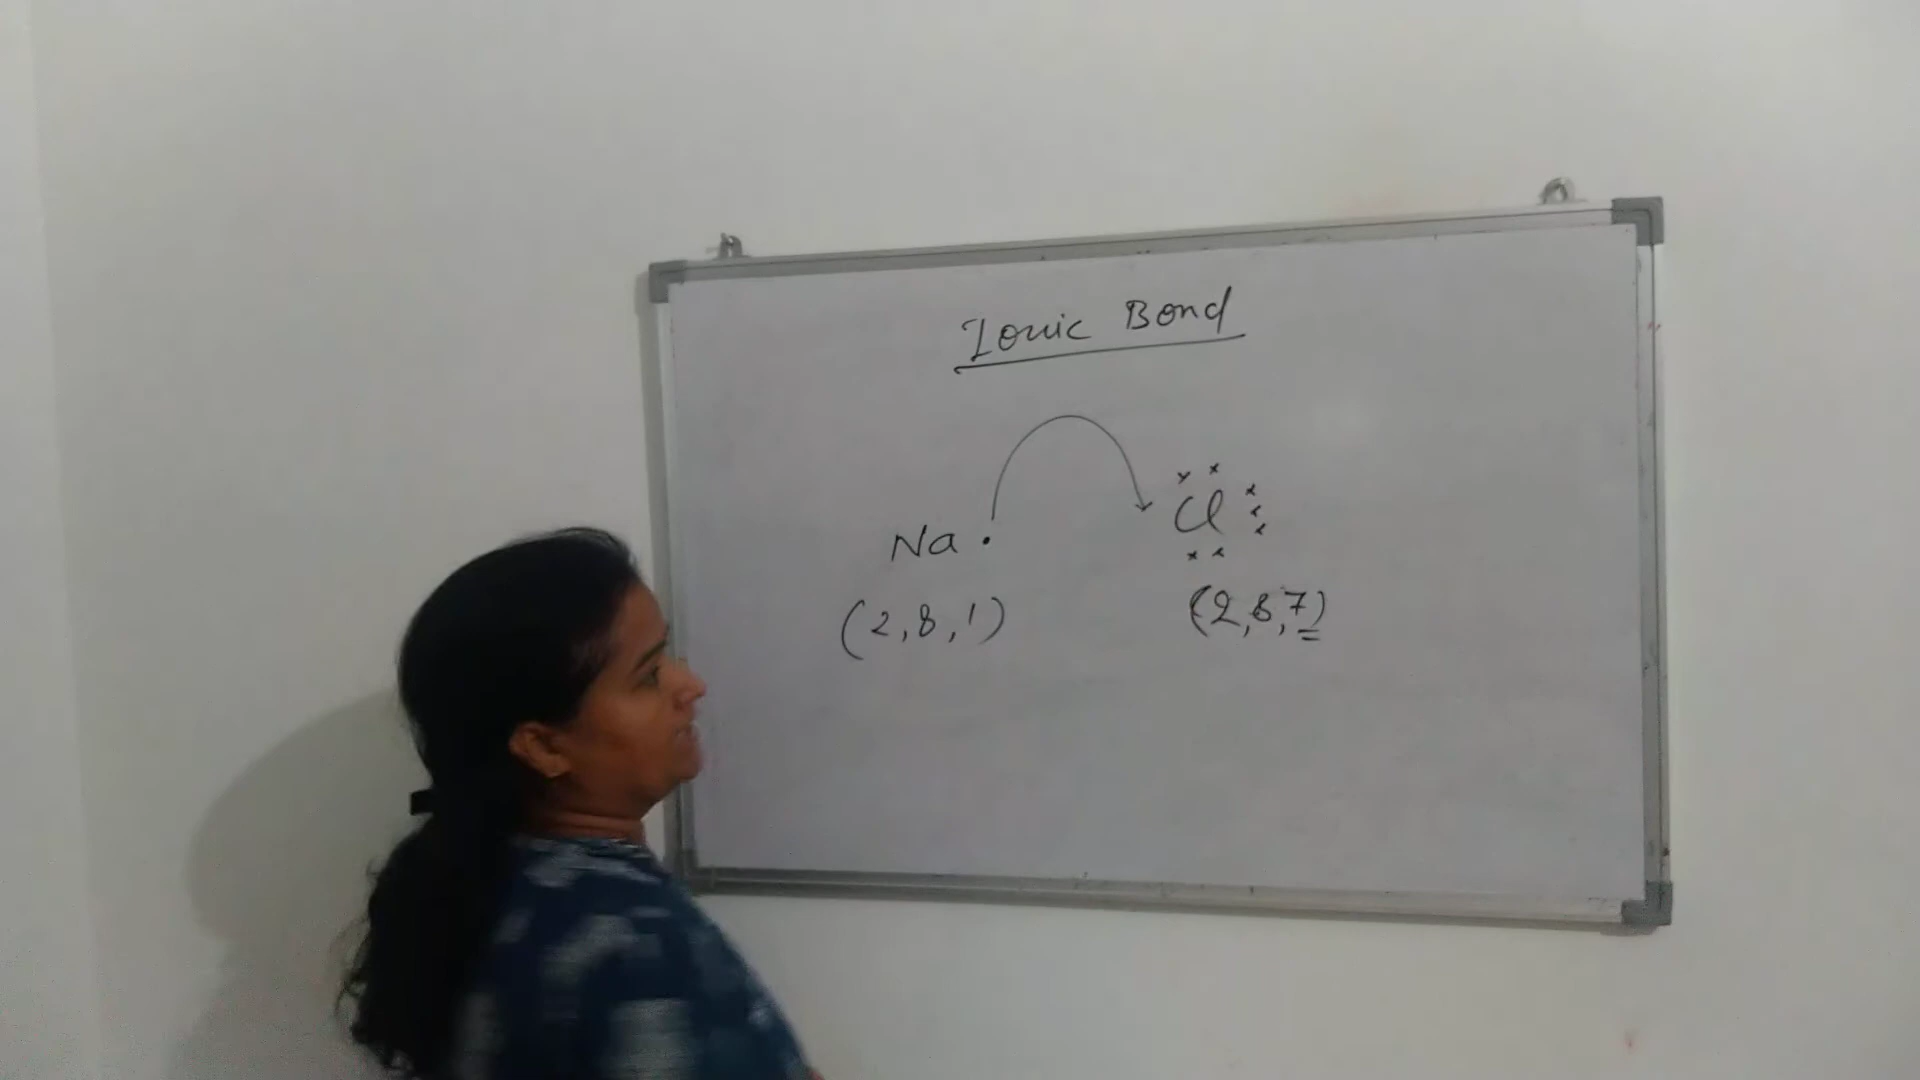 Ionic Bond
Na • Cl
(2,8,1) (2,8,7)